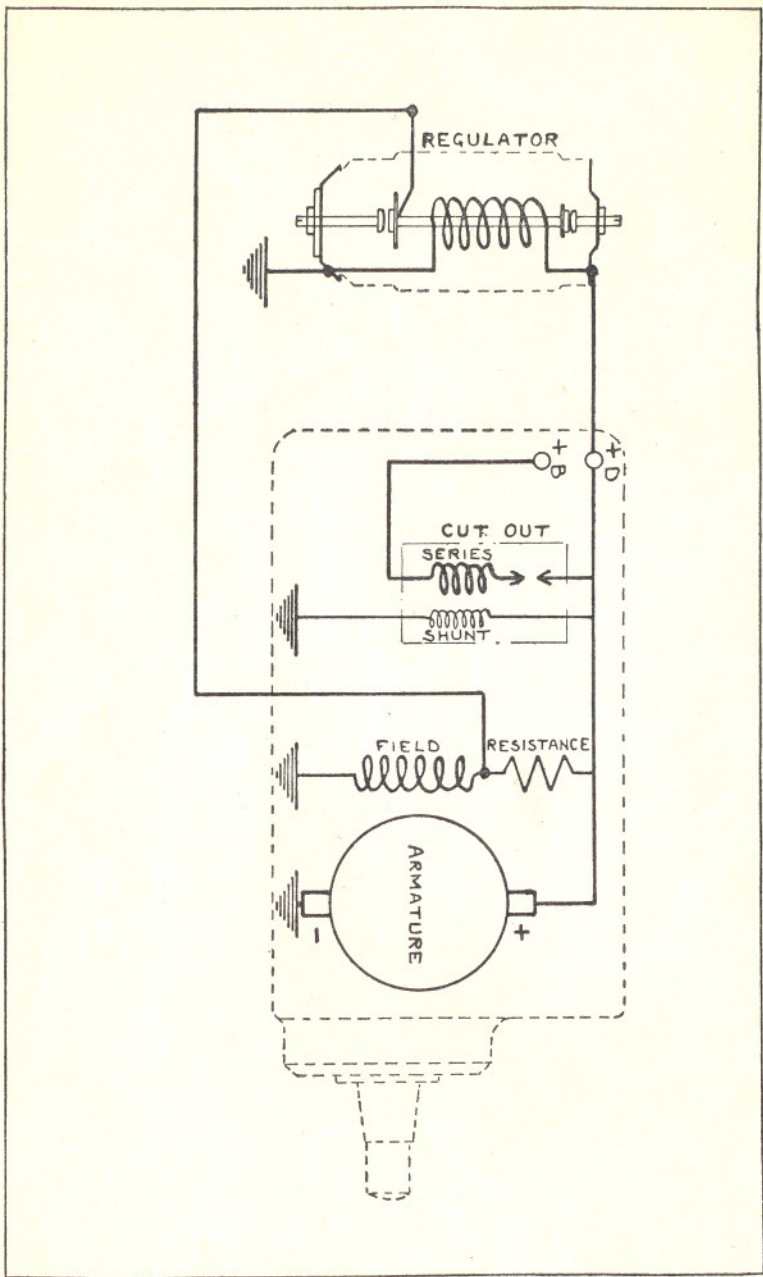 REGULATOR
+ B
+ D
CUT OUT
SERIES
SHUNT
FIELD
RESISTANCE
ARMATURE
- +